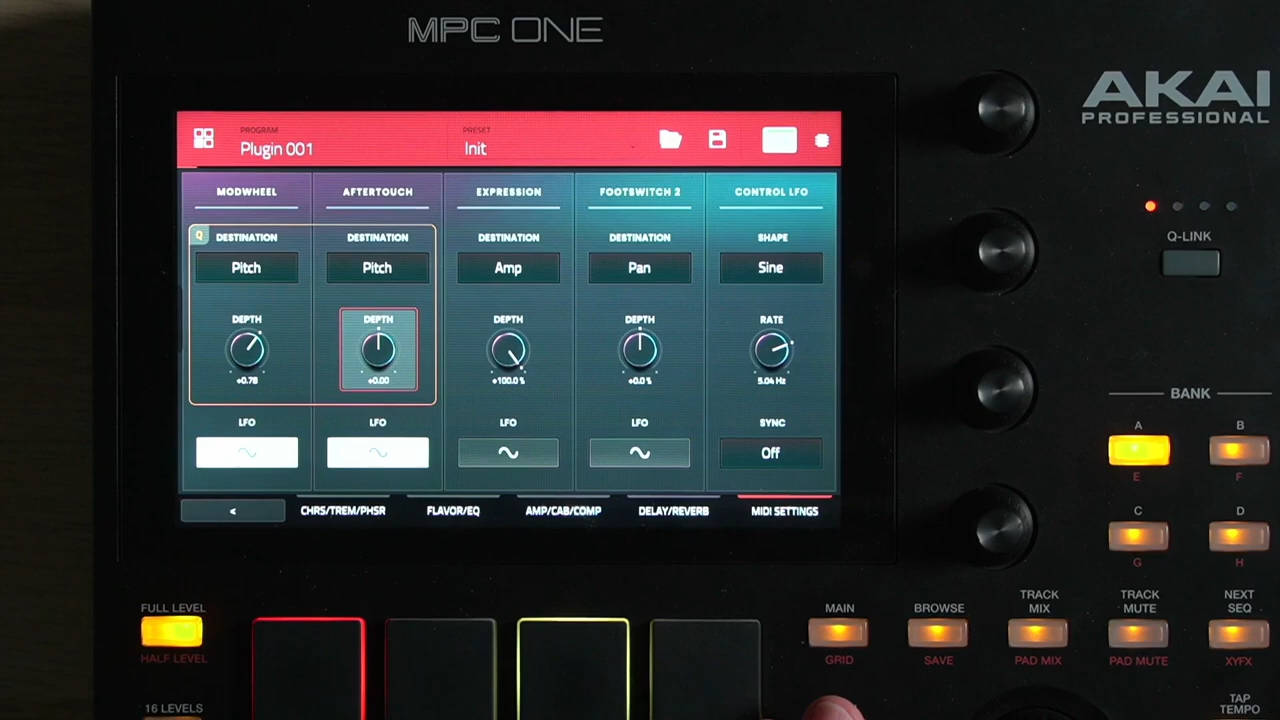 MPC ONE
AKAI
PROFESSIONAL
PROGRAM
Plugin 001
PRESET
Init
MODWHEEL
AFTERTOUCH
EXPRESSION
FOOTSWITCH 2
CONTROL LFO
Q
DESTINATION
DESTINATION
DESTINATION
DESTINATION
SHAPE
Pitch
Pitch
Amp
Pan
Sine
DEPTH
DEPTH
DEPTH
DEPTH
RATE
+0.78
+0.00
+100.0 %
+0.0 %
5.04 Hz
LFO
LFO
LFO
LFO
SYNC
Off
<
CHRS/TREM/PHSR
FLAVOR/EQ
AMP/CAB/COMP
DELAY/REVERB
MIDI SETTINGS
Q-LINK
BANK
A
B
E
F
C
D
G
H
FULL LEVEL
HALF LEVEL
16 LEVELS
MAIN
GRID
BROWSE
SAVE
TRACK
MIX
PAD MIX
TRACK
MUTE
PAD MUTE
NEXT
SEQ
XYFX
TAP
TEMPO